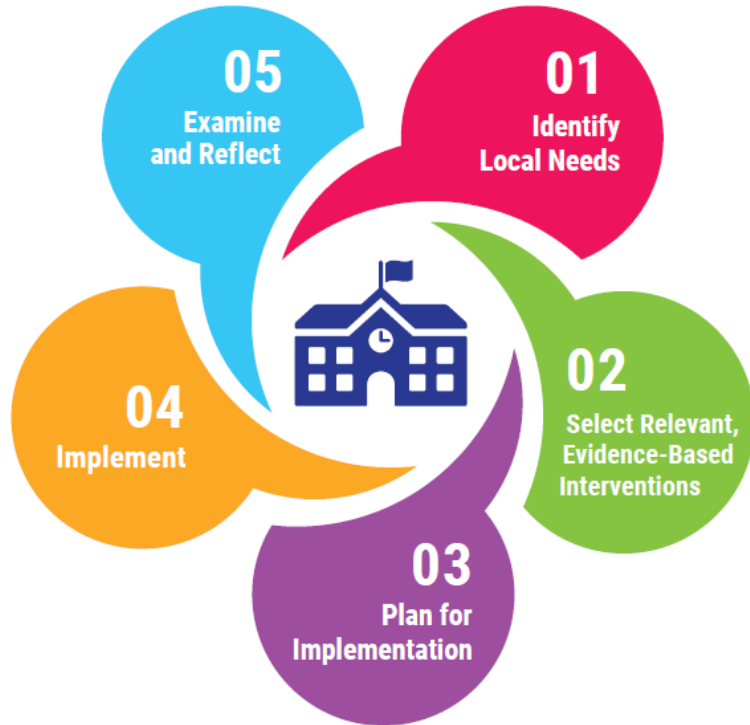 01
Identify
Local Needs
02
Select Relevant,
Evidence-Based
Interventions
03
Plan for
Implementation
04
Implement
05
Examine
and Reflect